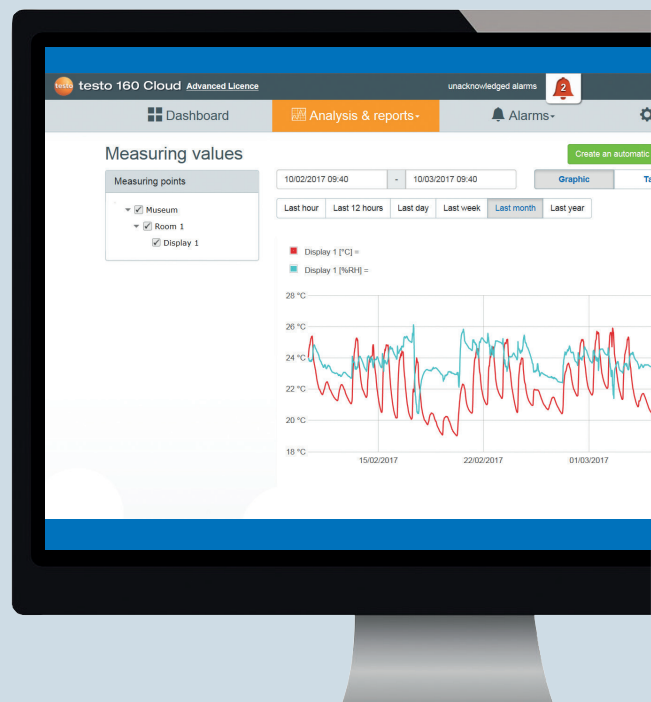 testo
testo 160 Cloud Advanced Licence
unacknowledged alarms
2
Dashboard
Analysis & reports
Alarms
Measuring values
Create an automatic
Measuring points
Museum
Room 1
Display 1
10/02/2017 09:40 - 10/03/2017 09:40
Graphic
Last hour Last 12 hours Last day Last week Last month Last year
Display 1 [°C] =
Display 1 [%RH] =
28 °C
26 °C
24 °C
22 °C
20 °C
18 °C
15/02/2017 22/02/2017 01/03/2017